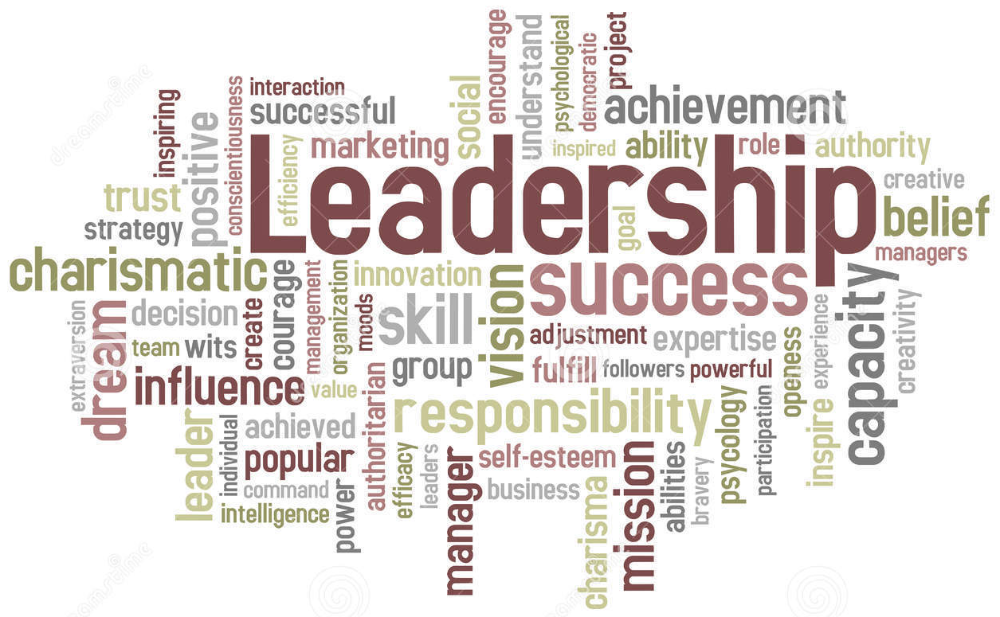 encourage
understand
psychological
democratic
project
interaction
successful
social
achievement
inspiring
positive
conscientiousness
efficiency
marketing
inspired
ability
role
authority
trust
strategy
Leadership
goal
creative
belief
managers
charismatic
courage
management
organization
innovation
moods
skill
vision
success
capacity
creativity
extraversion
dream
decision
team
wits
create
group
adjustment
expertise
fulfill
followers
powerful
openess
experience
influence
value
authoritarian
responsibility
psycology
participation
inspire
leader
individual
achieved
popular
command
intelligence
power
efficacy
leaders
manager
self-esteem
business
charisma
mission
abilities
bravery
dreamstime
dreamstime